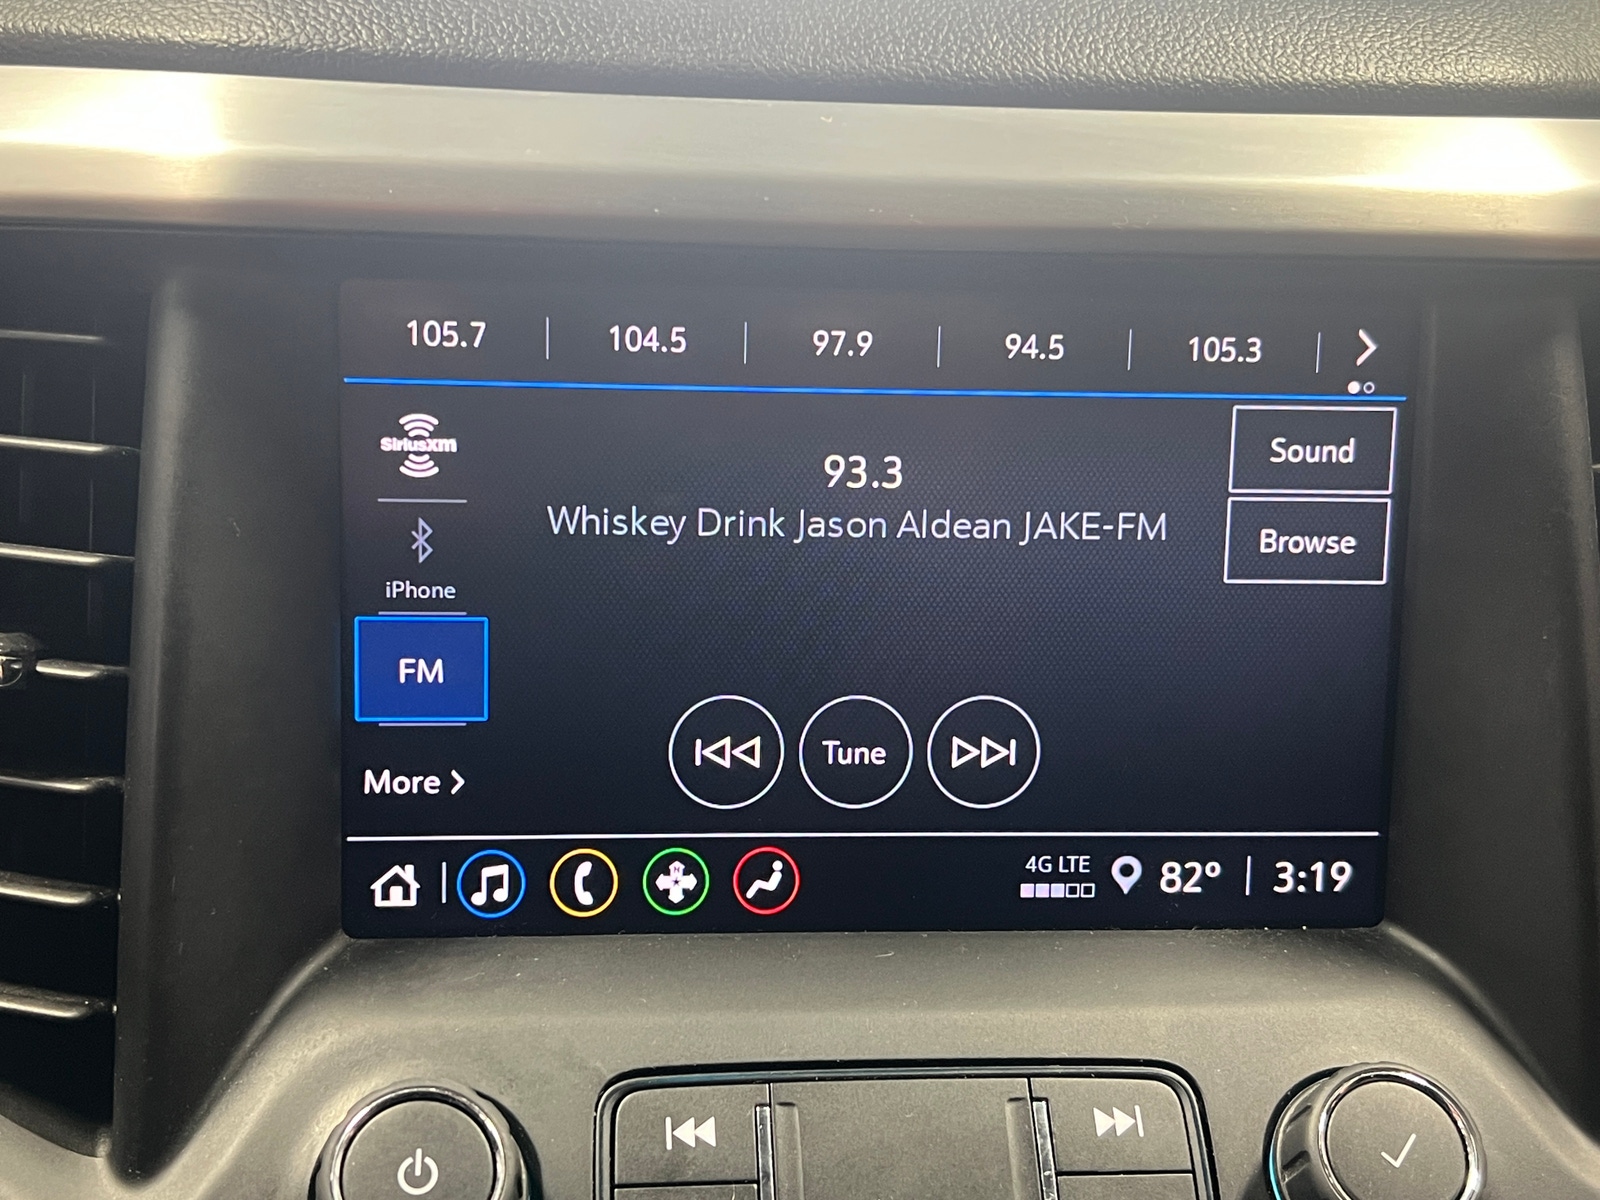 105.7 104.5 97.9 94.5 105.3
SiriusXM
93.3
Sound
Whiskey Drink Jason Aldean JAKE-FM
Browse
iPhone
FM
Tune
More
4G LTE
82° 3:19